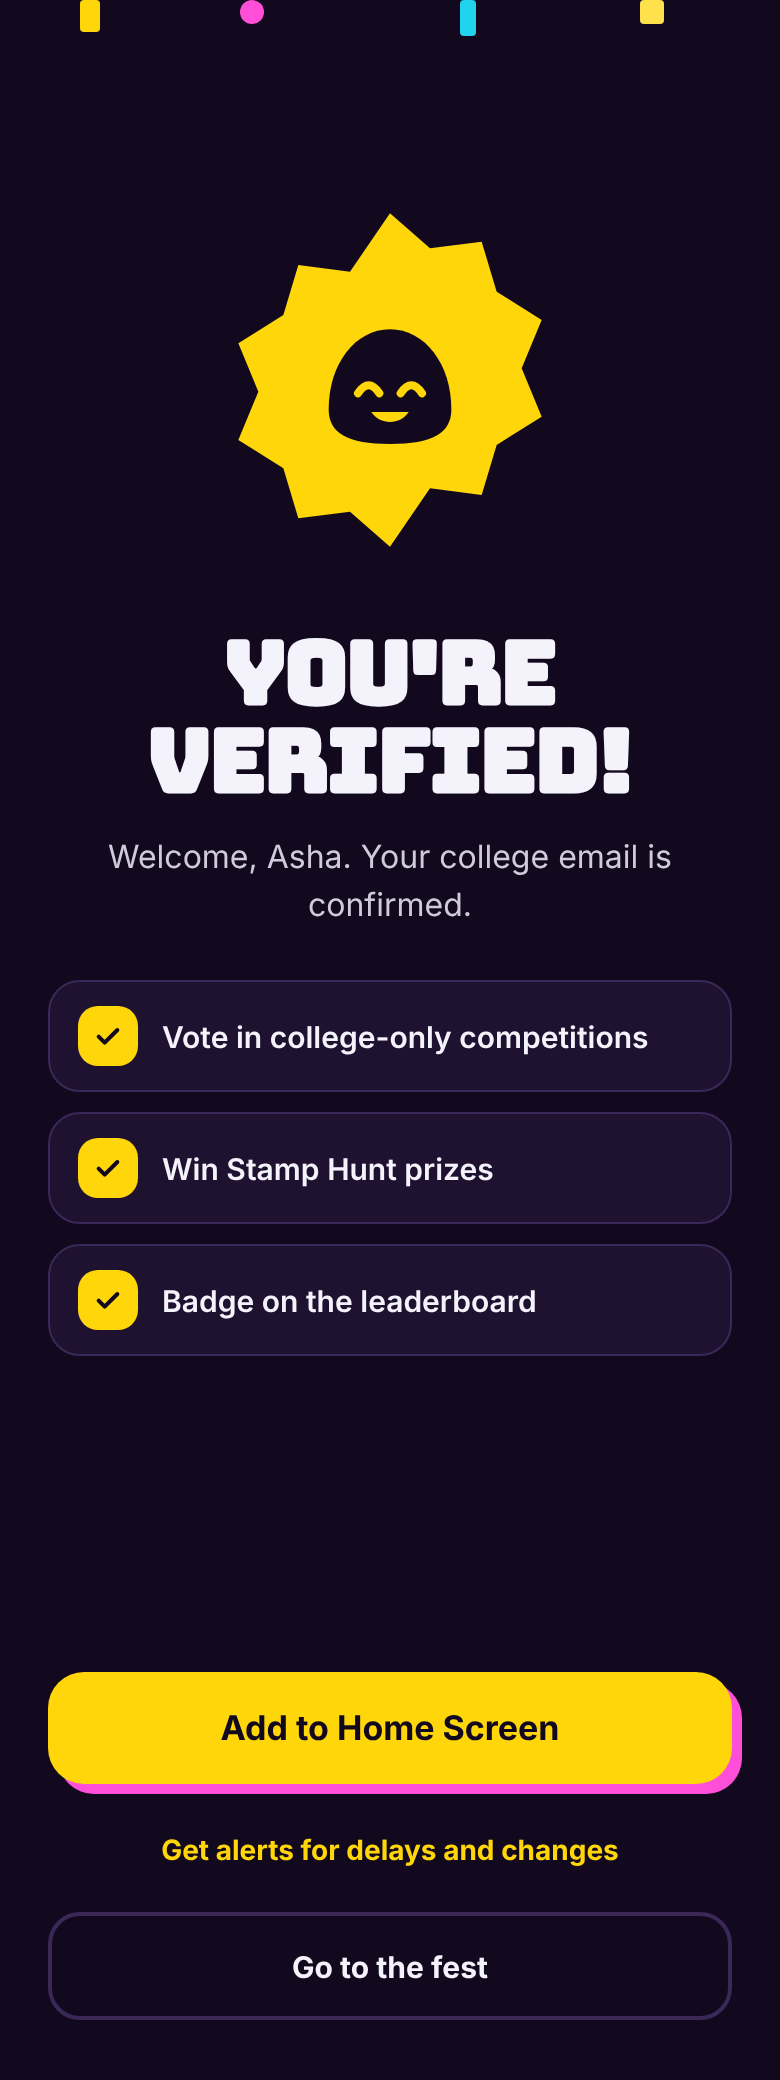 YOU'RE
VERIFIED!
Welcome, Asha. Your college email is
confirmed.
Vote in college-only competitions
Win Stamp Hunt prizes
Badge on the leaderboard
Add to Home Screen
Get alerts for delays and changes
Go to the fest